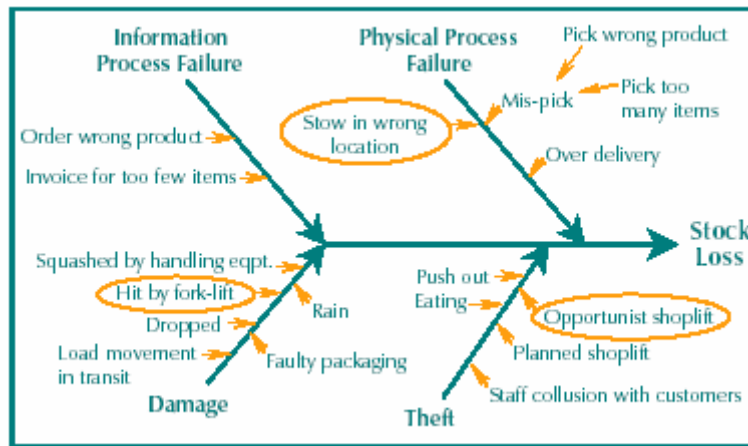 Information
Process Failure
Physical Process
Failure
Pick wrong product
Mis-pick
Pick too
many items
Stow in wrong
location
Order wrong product
Over delivery
Invoice for too few items
Stock
Loss
Squashed by handling eqpt.
Push out
Hit by fork-lift
Rain
Eating
Opportunist shoplift
Dropped
Load movement
in transit
Faulty packaging
Planned shoplift
Staff collusion with customers
Damage
Theft